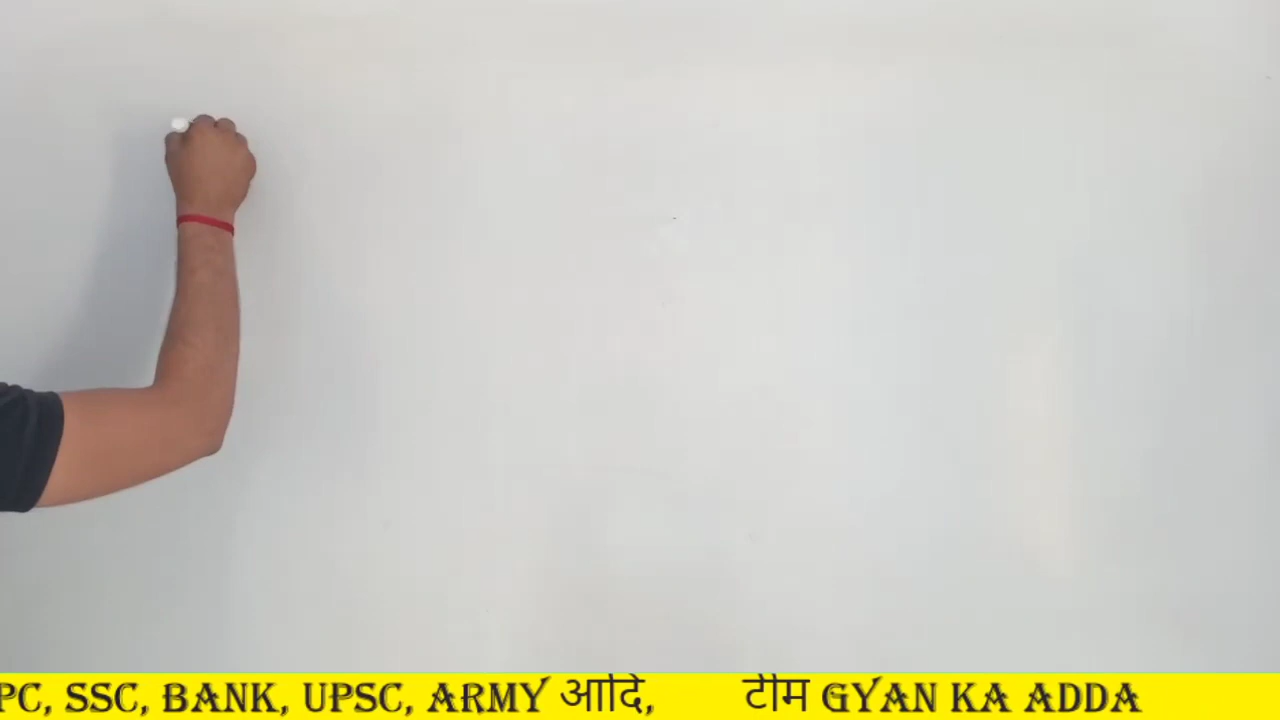 PC, SSC, BANK, UPSC, ARMY आदि, टीम GYAN KA ADDA